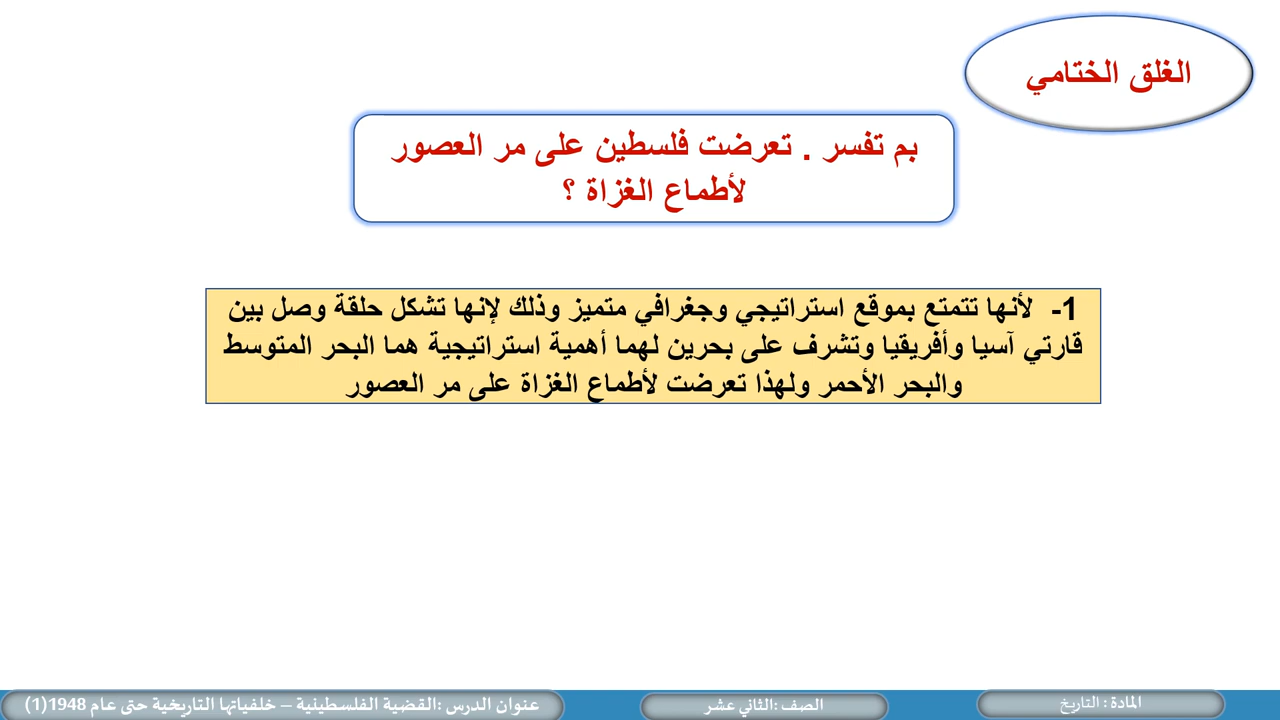 الغلق الختامي
بم تفسر . تعرضت فلسطين على مر العصور
لأطماع الغزاة ؟
1- لأنها تتمتع بموقع استراتيجي وجغرافي متميز وذلك لإنها تشكل حلقة وصل بين
قارتي آسيا وأفريقيا وتشرف على بحرين لهما أهمية استراتيجية هما البحر المتوسط
والبحر الأحمر ولهذا تعرضت لأطماع الغزاة على مر العصور
المادة : التاريخ
الصف :الثاني عشر
عنوان الدرس :القضية الفلسطينية – خلفياتها التاريخية حتى عام 1948(1)